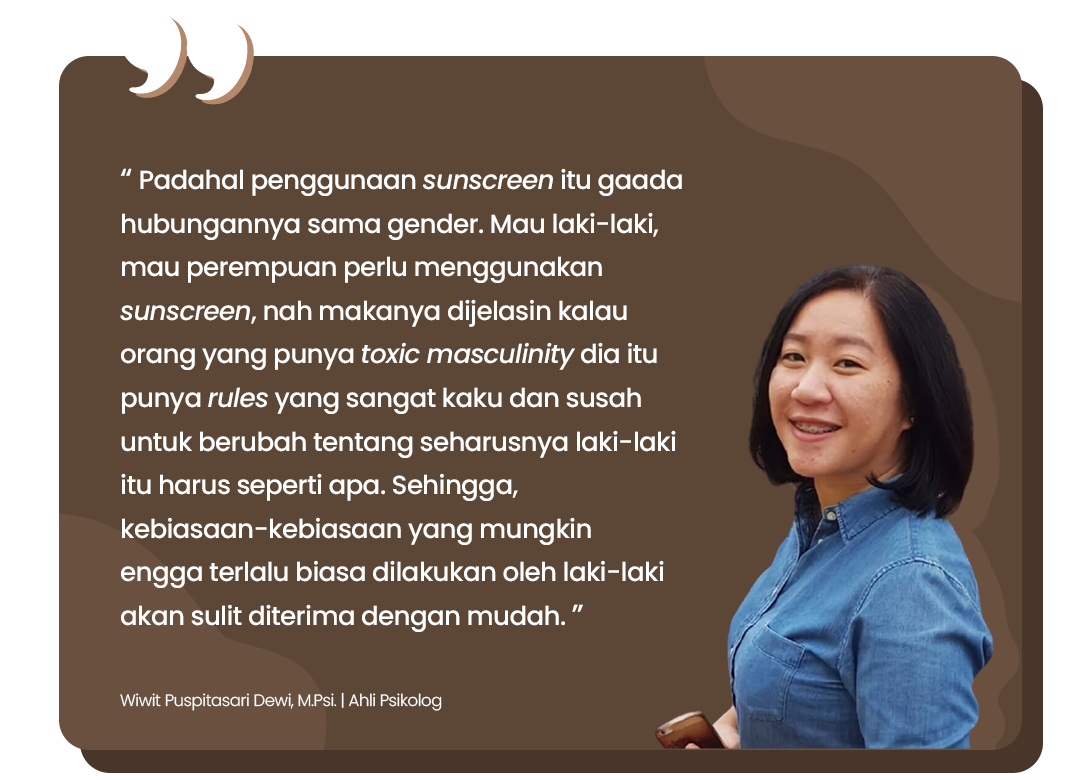 “ Padahal penggunaan sunscreen itu gaada
hubungannya sama gender. Mau laki-laki,
mau perempuan perlu menggunakan
sunscreen, nah makanya dijelasin kalau
orang yang punya toxic masculinity dia itu
punya rules yang sangat kaku dan susah
untuk berubah tentang seharusnya laki-laki
itu harus seperti apa. Sehingga,
kebiasaan-kebiasaan yang mungkin
engga terlalu biasa dilakukan oleh laki-laki
akan sulit diterima dengan mudah. ”
Wiwit Puspitasari Dewi, M.Psi. | Ahli Psikolog